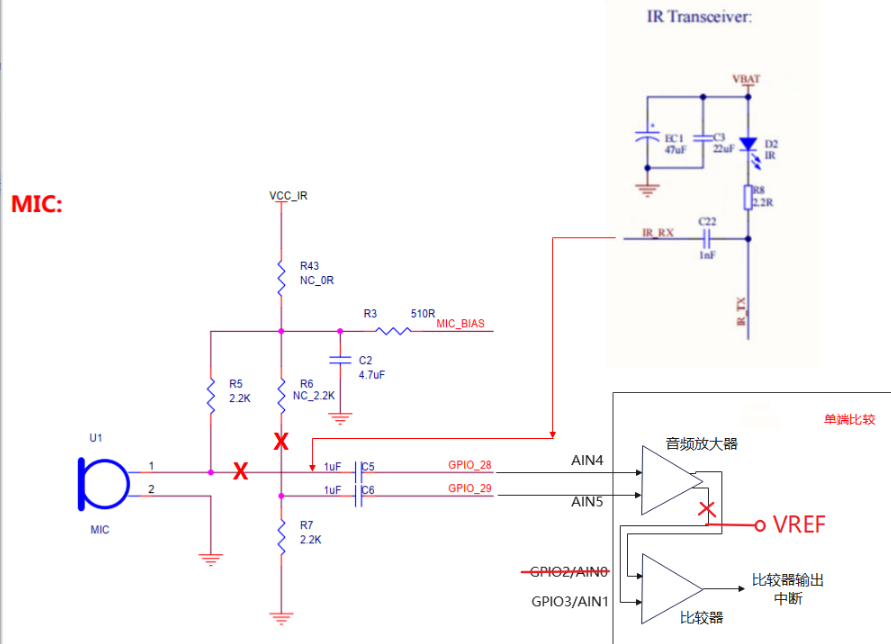 IR Transceiver:
VBAT
EC1
47uF
C3
22uF
D2
IR
R8
2.2R
C22
IR_RX
1nF
IR_TX
MIC:
VCC_IR
R43
NC_0R
R3
510R
MIC_BIAS
C2
4.7uF
R5
2.2K
R6
NC_2.2K
X
X
U1
1
2
MIC
1uF
C5
GPIO_28
1uF
C6
GPIO_29
R7
2.2K
单端比较
音频放大器
AIN4
AIN5
VREF
GPIO2/AIN0
GPIO3/AIN1
比较器输出
中断
比较器